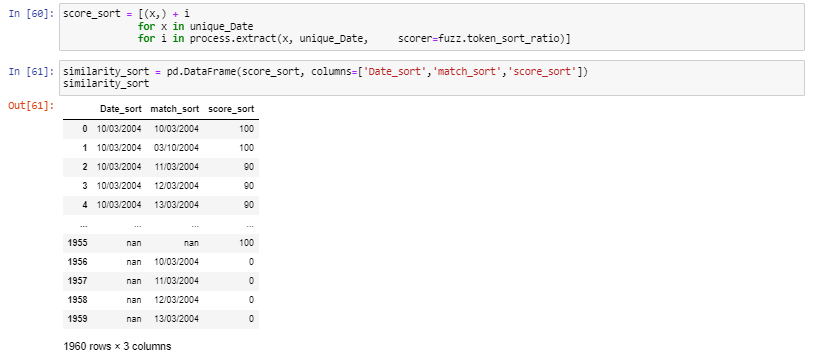 In [60]: score_sort = [(x,) + i
for x in unique_Date
for i in process.extract(x, unique_Date,     scorer=fuzz.token_sort_ratio)]
In [61]: similarity_sort = pd.DataFrame(score_sort, columns=['Date_sort','match_sort','score_sort'])
similarity_sort
Out[61]:
Date_sort match_sort score_sort
0 10/03/2004 10/03/2004 100
1 10/03/2004 03/10/2004 100
2 10/03/2004 11/03/2004 90
3 10/03/2004 12/03/2004 90
4 10/03/2004 13/03/2004 90
... ... ... ...
1955 nan nan 100
1956 nan 10/03/2004 0
1957 nan 11/03/2004 0
1958 nan 12/03/2004 0
1959 nan 13/03/2004 0
1960 rows × 3 columns